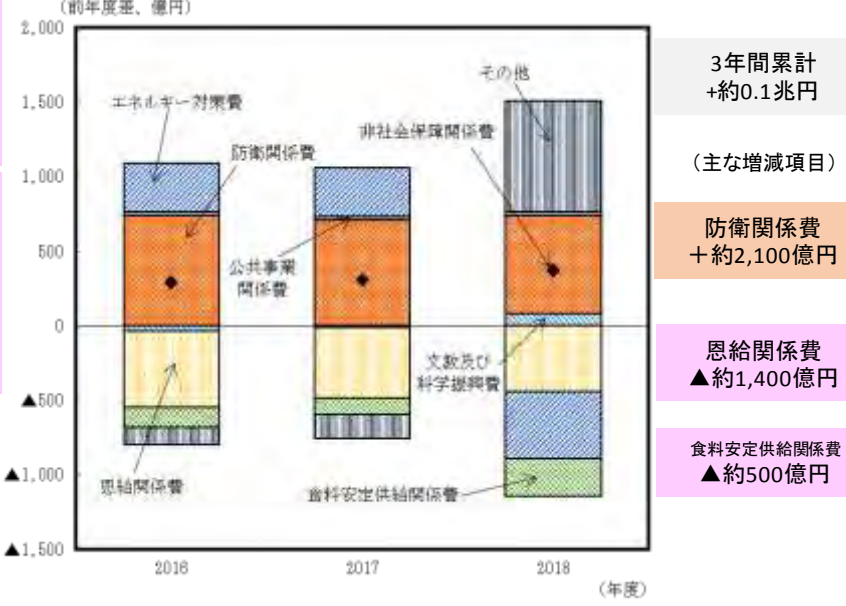 （前年度差、億円）
2,000
1,500
1,000
500
0
▲500
▲1,000
▲1,500
エネルギー対策費
防衛関係費
公共事業
関係費
非社会保障関係費
その他
文教及び
科学振興費
恩給関係費
食料安定供給関係費
2016
2017
2018
（年度）
3年間累計
+約0.1兆円
（主な増減項目）
防衛関係費
＋約2,100億円
恩給関係費
▲約1,400億円
食料安定供給関係費
▲約500億円